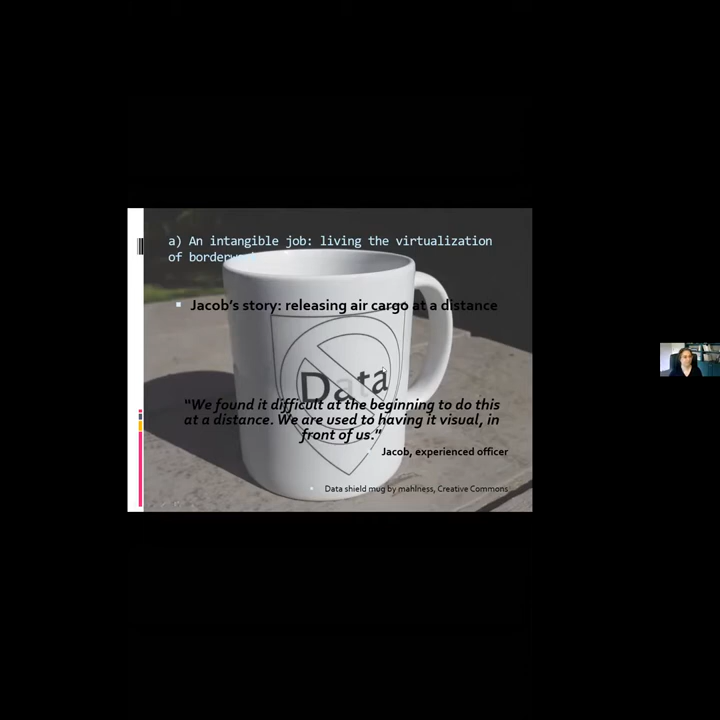 a) An intangible job: living the virtualization
of borderwork
Jacob's story: releasing air cargo at a distance
Data
"We found it difficult at the beginning to do this
at a distance. We are used to having it visual, in
front of us."
Jacob, experienced officer
Data shield mug by mahlness, Creative Commons